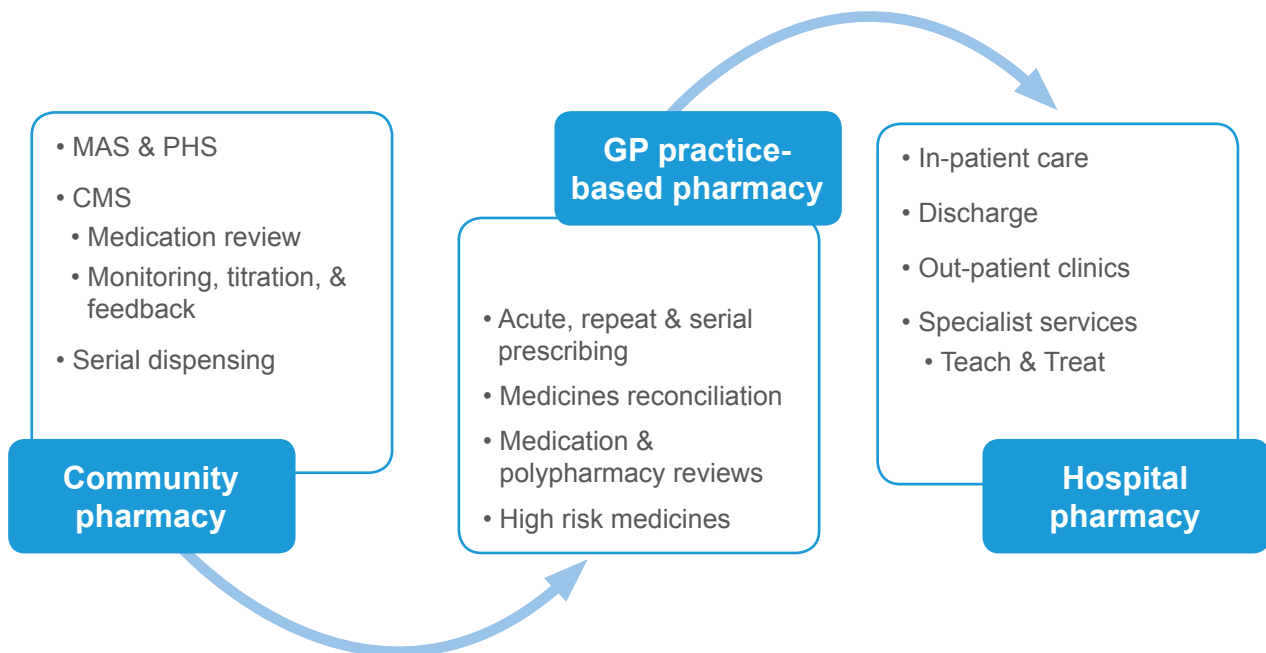 • MAS & PHS
• CMS
• Medication review
• Monitoring, titration, &
feedback
• Serial dispensing
Community
pharmacy
GP practice-
based pharmacy
• Acute, repeat & serial
prescribing
• Medicines reconciliation
• Medication &
polypharmacy reviews
• High risk medicines
• In-patient care
• Discharge
• Out-patient clinics
• Specialist services
• Teach & Treat
Hospital
pharmacy